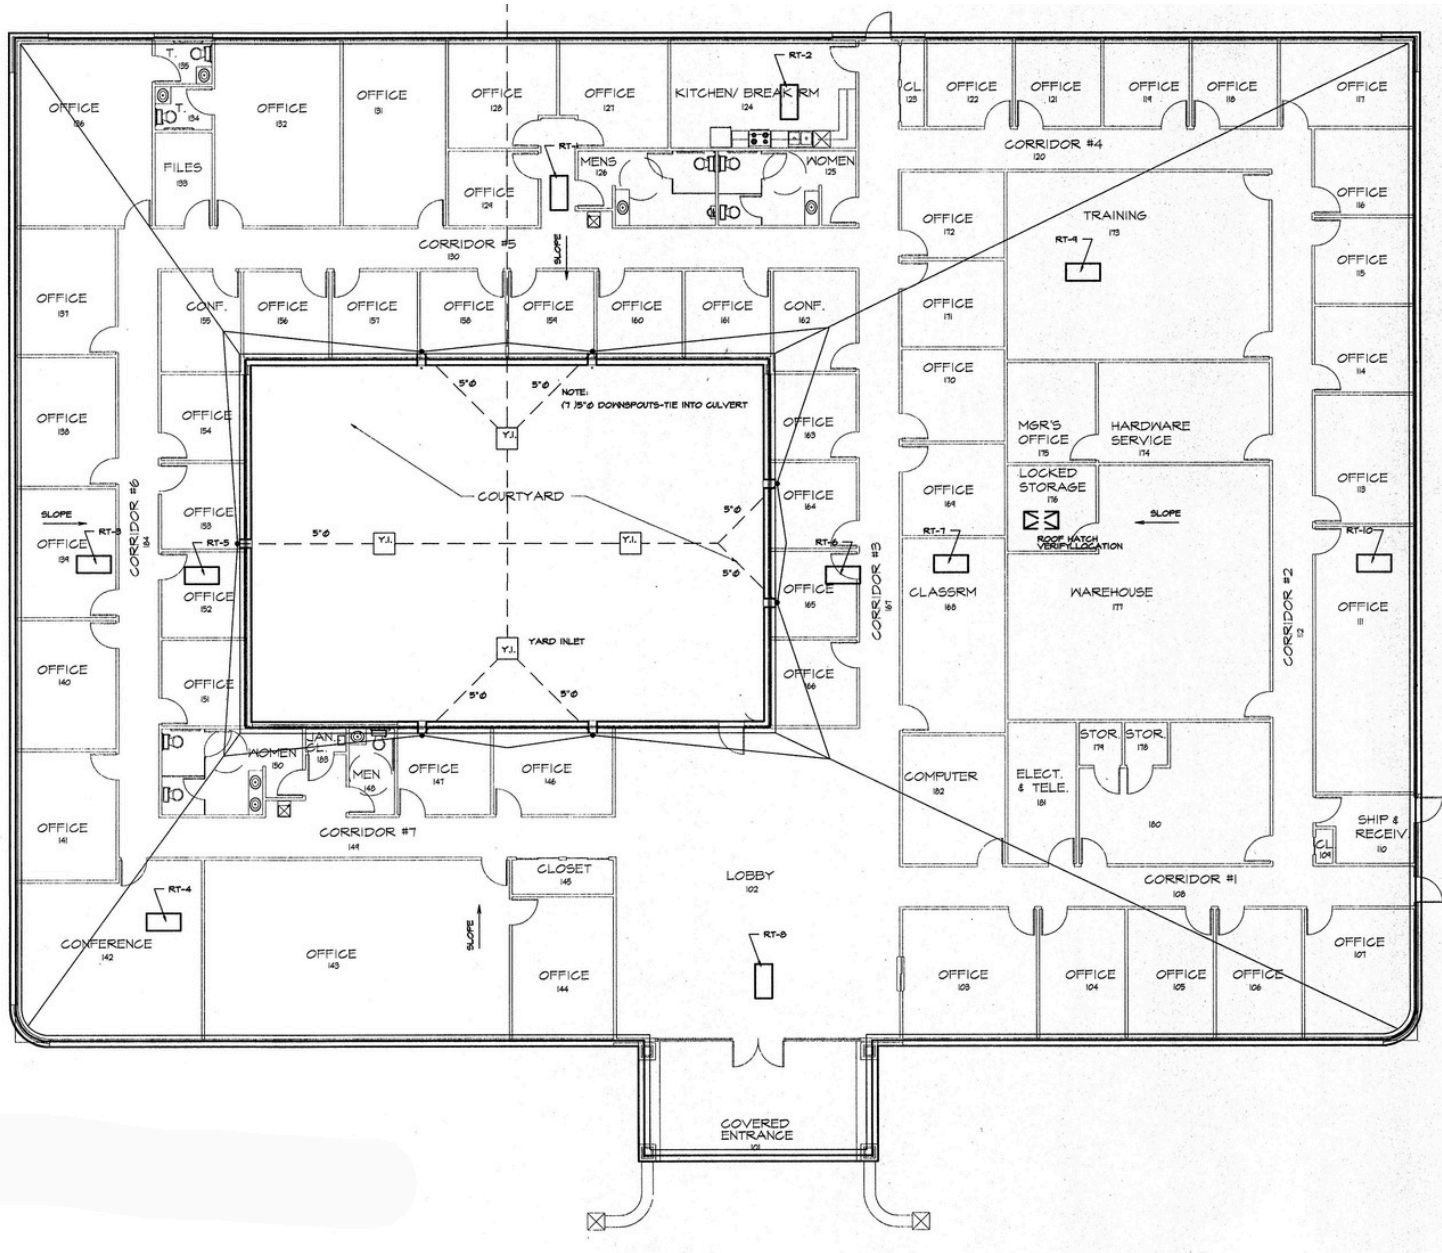 T.
135
RT-2
OFFICE
136
T.
134
OFFICE
132
OFFICE
131
OFFICE
128
OFFICE
127
KITCHEN/ BREAK RM
124
CL.
123
OFFICE
122
OFFICE
121
OFFICE
119
OFFICE
118
OFFICE
117
FILES
133
RT-1
MENS
126
WOMEN
125
CORRIDOR #4
120
OFFICE
129
OFFICE
116
OFFICE
172
TRAINING
173
RT-9
CORRIDOR #5
130
SLOPE
OFFICE
115
OFFICE
137
CONF.
155
OFFICE
156
OFFICE
157
OFFICE
158
OFFICE
159
OFFICE
160
OFFICE
161
CONF.
162
OFFICE
171
OFFICE
170
OFFICE
114
5"Ø
5"Ø
NOTE:
(7 )5"Ø DOWNSPOUTS-TIE INTO CULVERT
OFFICE
138
OFFICE
154
Y.I.
OFFICE
163
MGR'S
OFFICE
175
HARDWARE
SERVICE
174
LOCKED
STORAGE
176
COURTYARD
OFFICE
164
OFFICE
169
OFFICE
113
SLOPE
OFFICE
139
RT-3
CORRIDOR #6
184
OFFICE
153
RT-5
5"Ø
Y.I.
Y.I.
5"Ø
5"Ø
RT-6
RT-7
SLOPE
ROOF HATCH
VERIFY LOCATION
RT-10
OFFICE
152
OFFICE
165
CORRIDOR #3
167
CLASSRM
168
WAREHOUSE
177
CORRIDOR #2
112
OFFICE
111
Y.I.
YARD INLET
OFFICE
140
OFFICE
151
5"Ø
5"Ø
OFFICE
166
JAN.
CL.
183
WOMEN
150
MEN
148
OFFICE
147
OFFICE
146
STOR.
179
STOR.
178
COMPUTER
182
ELECT.
& TELE.
181
180
OFFICE
141
CORRIDOR #7
149
SHIP &
RECEIV.
110
CL.
109
CLOSET
145
LOBBY
102
CORRIDOR #1
108
RT-4
CONFERENCE
142
SLOPE
OFFICE
143
OFFICE
144
RT-8
OFFICE
103
OFFICE
104
OFFICE
105
OFFICE
106
OFFICE
107
COVERED
ENTRANCE
101